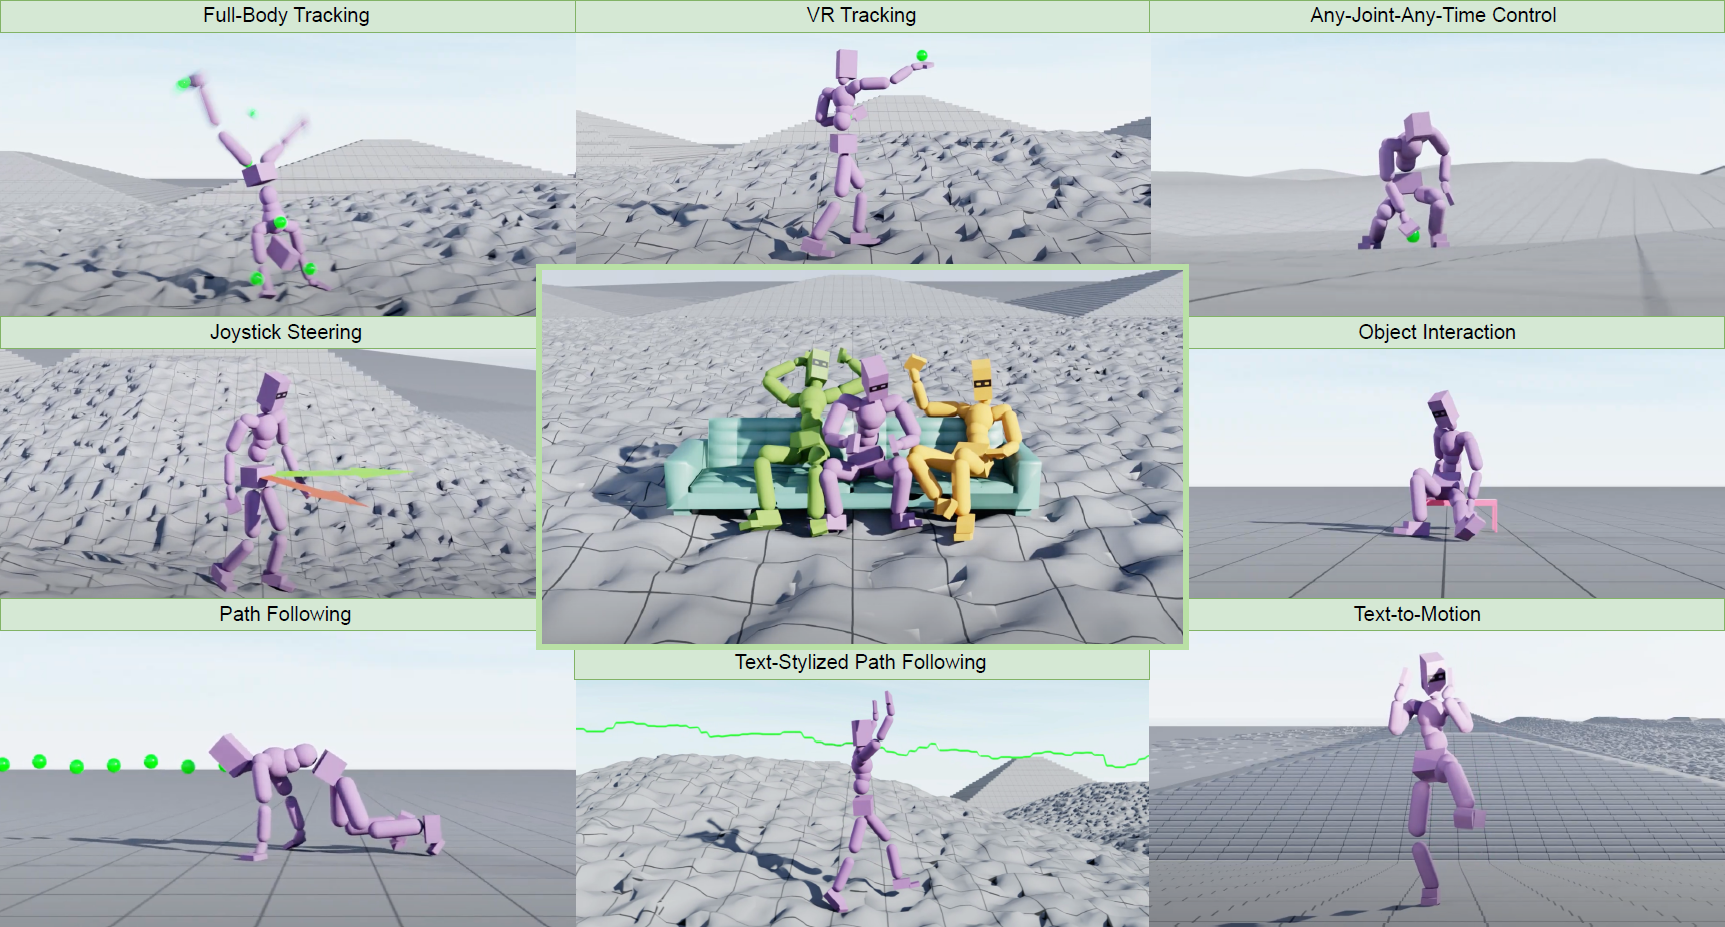 Full-Body Tracking
VR Tracking
Any-Joint-Any-Time Control
Joystick Steering
Object Interaction
Path Following
Text-to-Motion
Text-Stylized Path Following